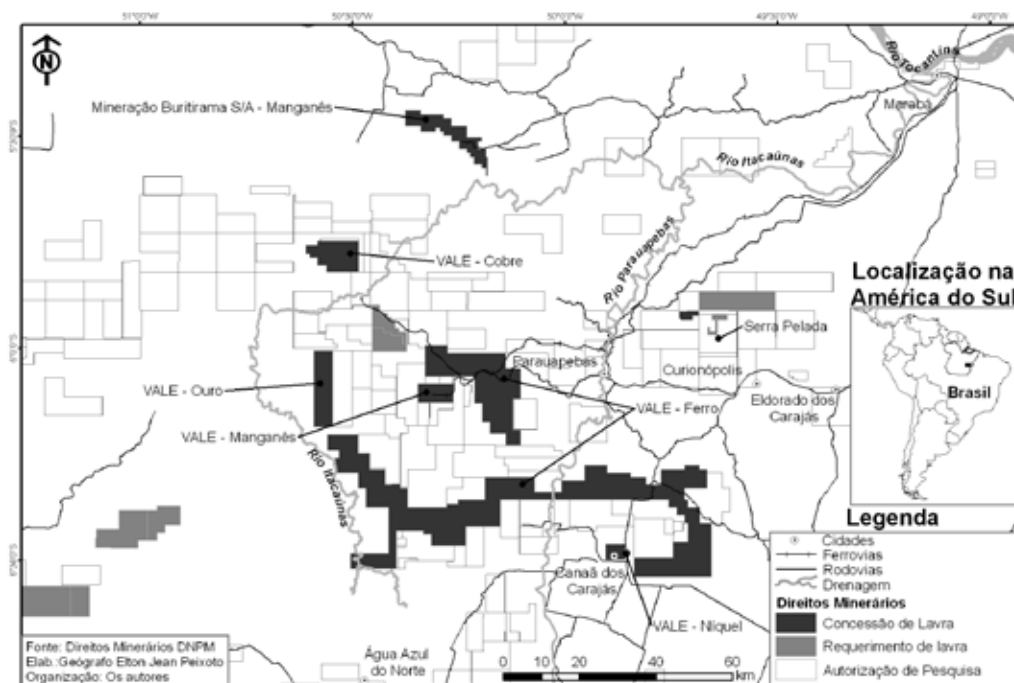 51°0'0"W
50°30'0"W
50°0'0"W
49°30'0"W
49°0'0"W
N
Rio Tocantins
Marabá
Mineração Buritirama S/A - Manganês
Rio Itacaúnas
Rio Parauapebas
VALE - Cobre
Serra Pelada
Parauapebas
Curionópolis
VALE - Ouro
Eldorado dos
Carajás
VALE - Ferro
VALE - Manganês
Rio Itacaúnas
Canaã dos
Carajás
VALE - Níquel
Água Azul
do Norte
6°0'0"S
Localização na
América do Sul
Brasil
Legenda
Cidades
Ferrovias
Rodovias
Drenagem
Direitos Minerários
Concessão de Lavra
Requerimento de lavra
Autorização de Pesquisa
Fonte: Direitos Minerários DNPM
Elab.:Geógrafo Elton Jean Peixoto
Organização: Os autores
0 10 20 40 60
km